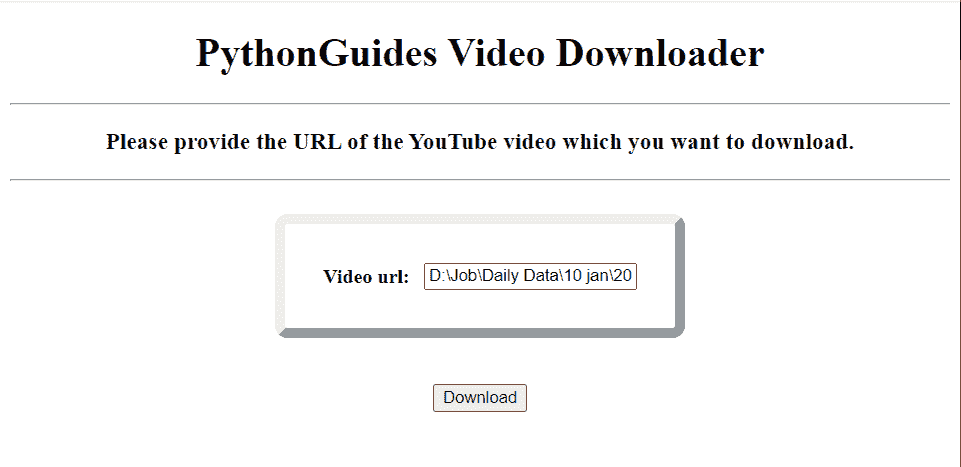 PythonGuides Video Downloader
Please provide the URL of the YouTube video which you want to download.
Video url: D:\Job\Daily Data\10 jan\20
Download